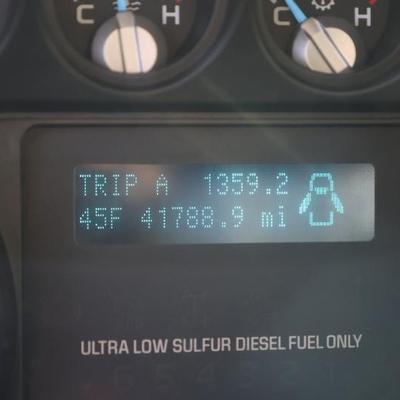 C H C H
TRIP A 1359.2
45F 41788.9 mi
ULTRA LOW SULFUR DIESEL FUEL ONLY